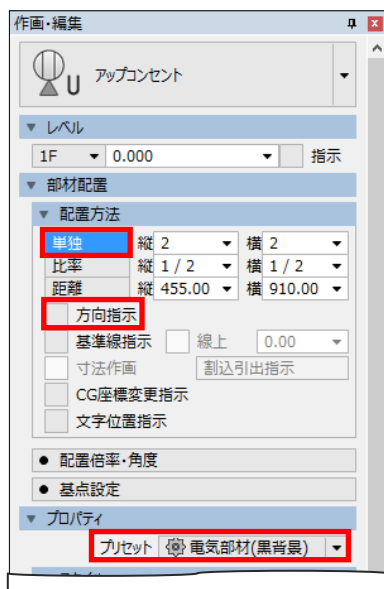 作画・編集
U アップコンセント
レベル
1F 0.000 指示
部材配置
配置方法
単独 縦 2 横 2
比率 縦 1 / 2 横 1 / 2
距離 縦 455.00 横 910.00
方向指示
基準線指示 線上 0.00
寸法作画 割込引出指示
CG座標変更指示
文字位置指示
配置倍率・角度
基点設定
プロパティ
プリセット 電気部材(黒背景)